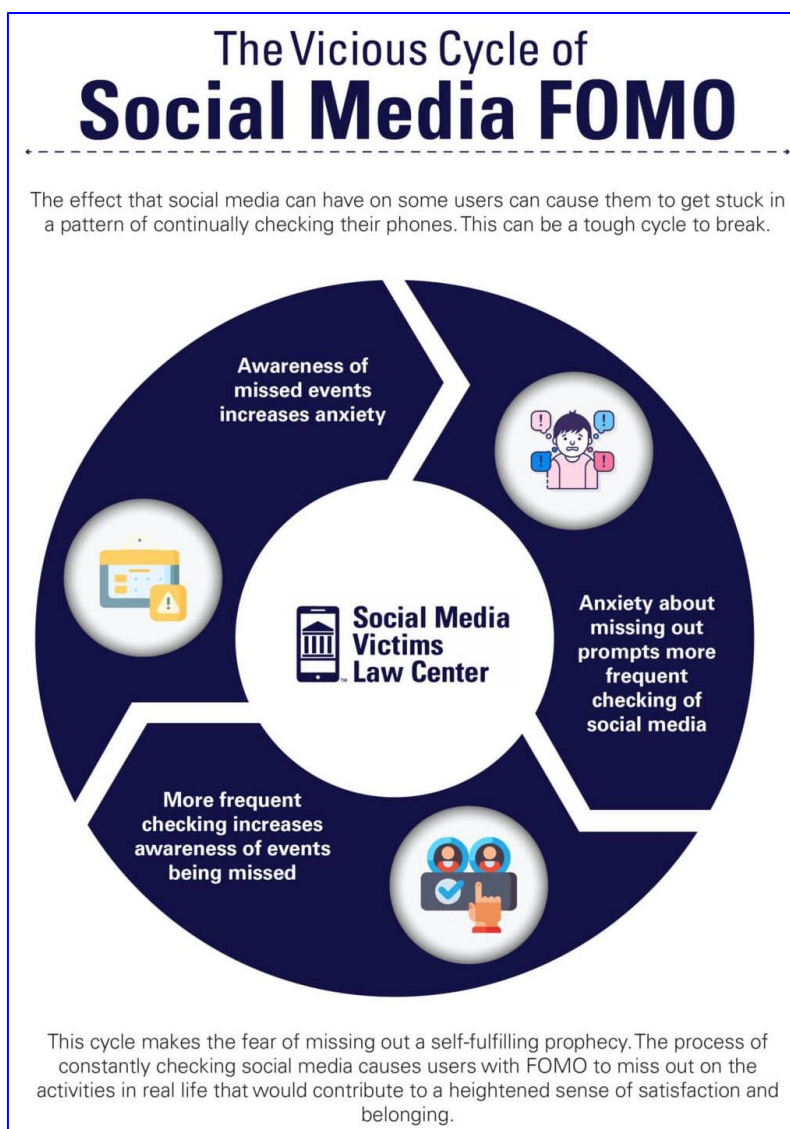 The Vicious Cycle of
Social Media FOMO
The effect that social media can have on some users can cause them to get stuck in
a pattern of continually checking their phones. This can be a tough cycle to break.
Awareness of
missed events
increases anxiety
Anxiety about
missing out
prompts more
frequent
checking of
social media
More frequent
checking increases
awareness of events
being missed
Social Media
Victims
Law Center
TM
This cycle makes the fear of missing out a self-fulfilling prophecy. The process of
constantly checking social media causes users with FOMO to miss out on the
activities in real life that would contribute to a heightened sense of satisfaction and
belonging.